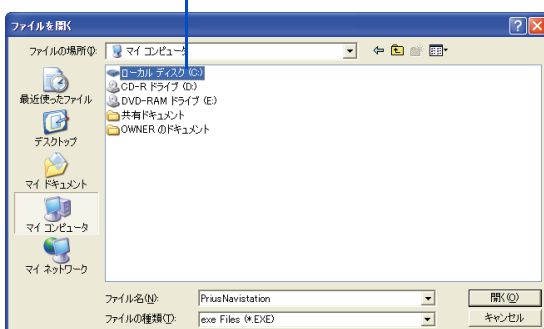 ファイルを開く
ファイルの場所(I):
マイ コンピュータ
ローカル ディスク (C:)
CD-R ドライブ (D:)
DVD-RAM ドライブ (E:)
共有ドキュメント
OWNER のドキュメント
最近使ったファイル
デスクトップ
マイ ドキュメント
マイ コンピュータ
マイ ネットワーク
ファイル名(N):
PriusNavistation
開く(O)
ファイルの種類(T):
exe Files (*.EXE)
キャンセル